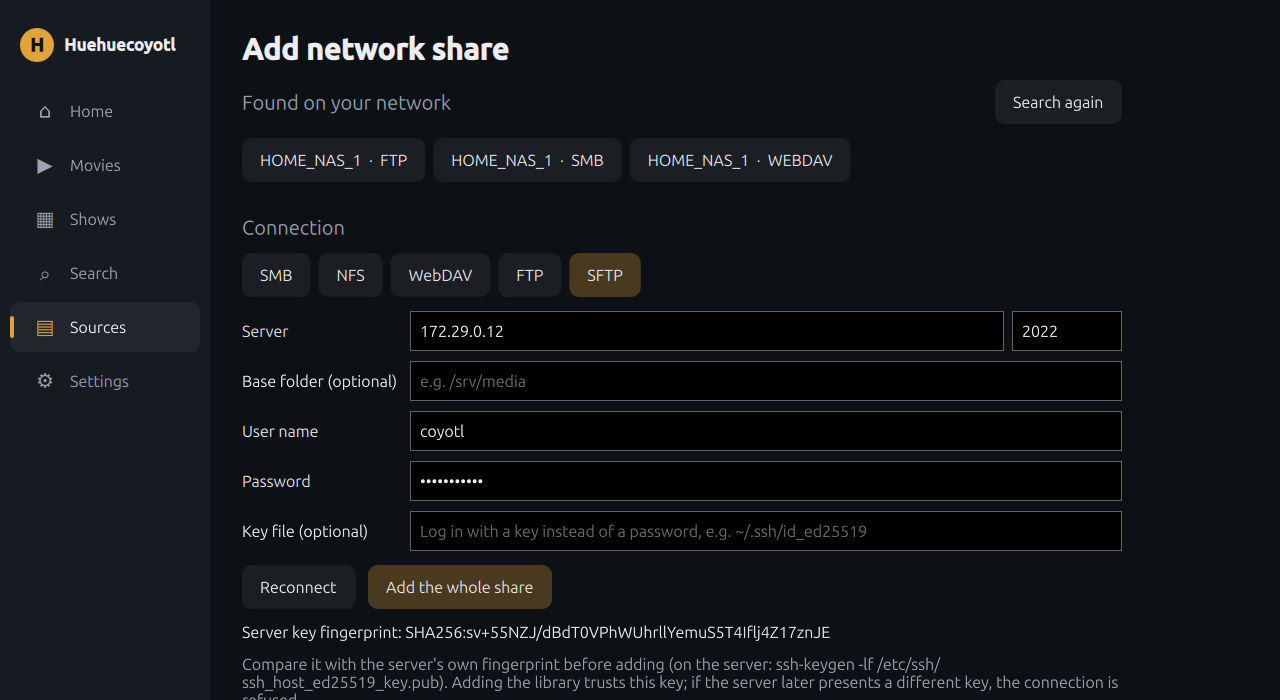 H Huehuecoyotl
Home
Movies
Shows
Search
Sources
Settings
Add network share
Found on your network
Search again
HOME_NAS_1 · FTP
HOME_NAS_1 · SMB
HOME_NAS_1 · WEBDAV
Connection
SMB
NFS
WebDAV
FTP
SFTP
Server
172.29.0.12
2022
Base folder (optional)
e.g. /srv/media
User name
coyotl
Password
•••••••••••
Key file (optional)
Log in with a key instead of a password, e.g. ~/.ssh/id_ed25519
Reconnect
Add the whole share
Server key fingerprint: SHA256:sv+55NZJ/dBdT0VPhWUhrllYemuS5T4Iflj4Z17znJE
Compare it with the server's own fingerprint before adding (on the server: ssh-keygen -lf /etc/ssh/
ssh_host_ed25519_key.pub). Adding the library trusts this key; if the server later presents a different key, the connection is
refused